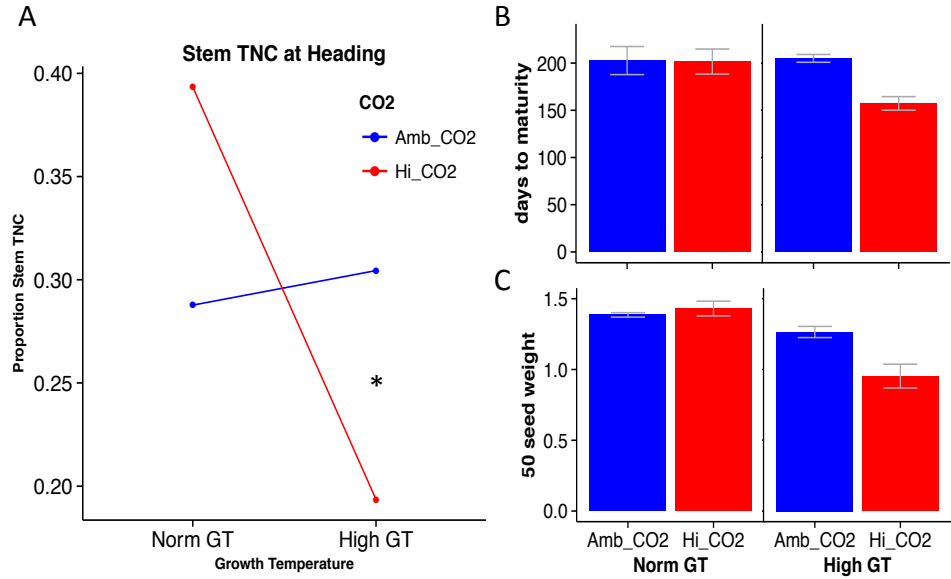 A
Stem TNC at Heading
0.40
0.35
0.30
0.25
0.20
Proportion Stem TNC
CO2
Amb_CO2
Hi_CO2
*
Norm GT
High GT
Growth Temperature
B
days to maturity
200
150
100
50
0
C
50 seed weight
1.5
1.0
0.5
0.0
Amb_CO2 Hi_CO2 Amb_CO2 Hi_CO2
Norm GT High GT